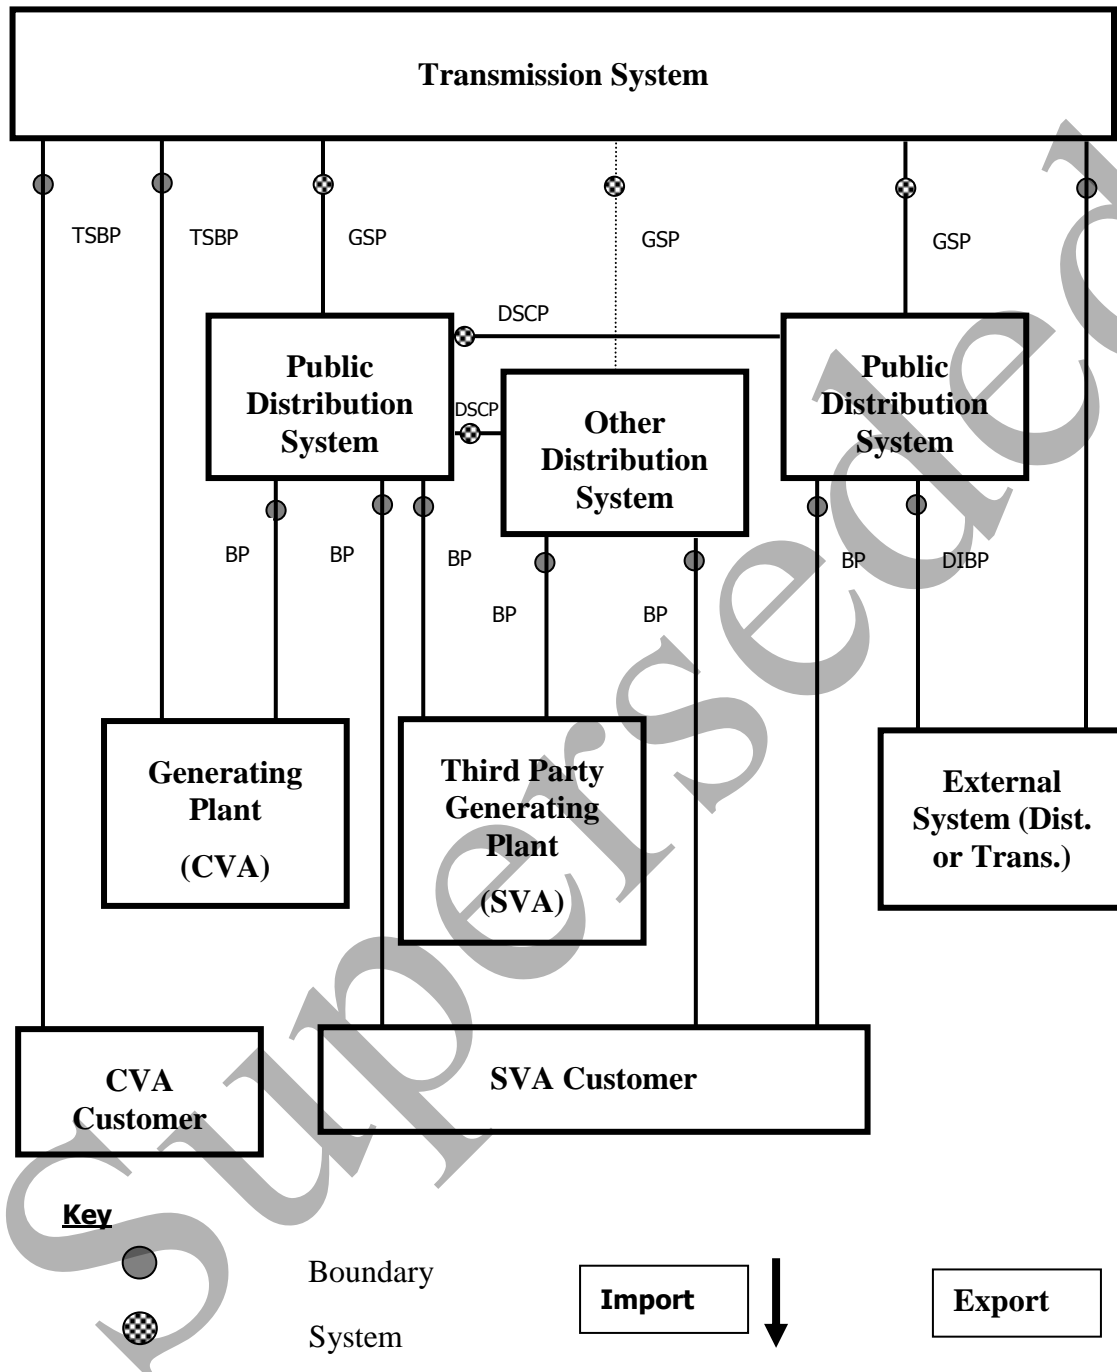 Transmission System
TSBP
TSBP
GSP
GSP
GSP
DSCP
Public
Distribution
System
DSCP
Other
Distribution
System
Public
Distribution
System
BP
BP
BP
BP
BP
BP
DIBP
Generating
Plant
(CVA)
Third Party
Generating
Plant
(SVA)
External
System (Dist.
or Trans.)
CVA
Customer
SVA Customer
Key
Boundary
System
Import
Export
Superseded